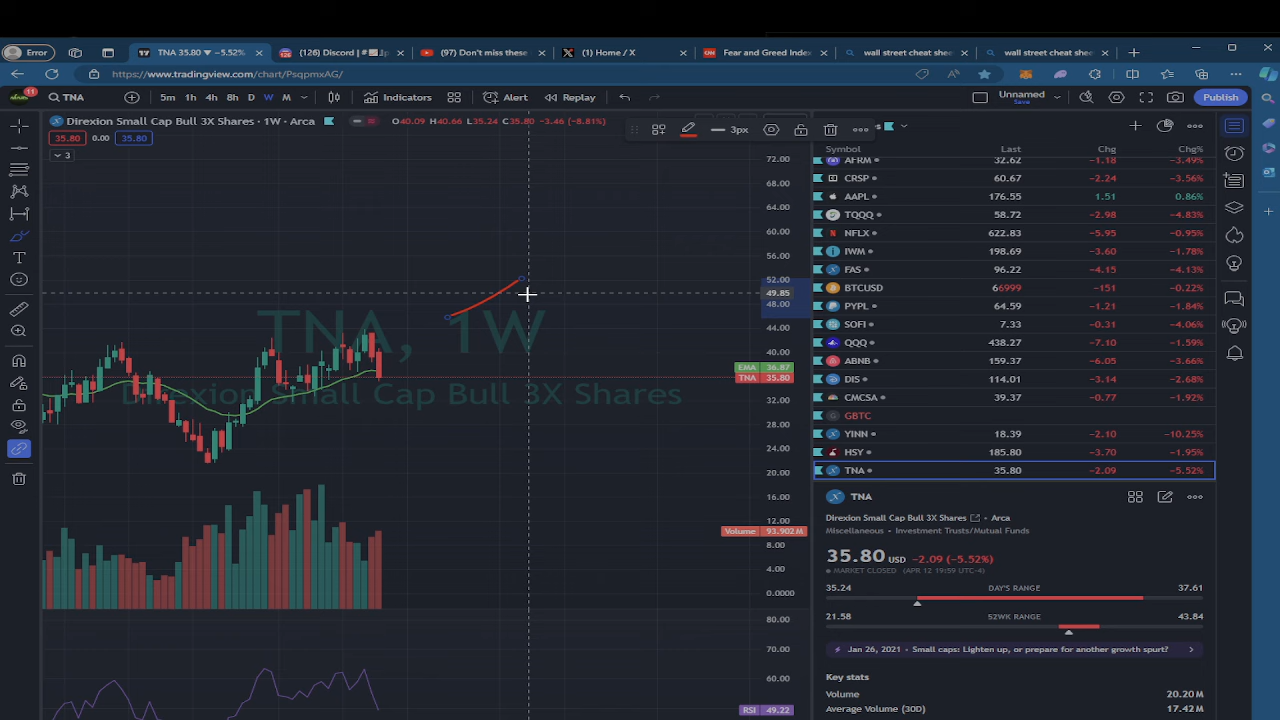 Error
TNA 35.80 ▼ −5.52%
(126) Discord | #
(97) Don't miss these
(1) Home / X
Fear and Greed Index
wall street cheat shee
wall street cheat shee
https://www.tradingview.com/chart/PsqpmxAG/
11
TNA
5m 1h 4h 8h D W M
Indicators
Alert
Replay
Unnamed
Save
Publish
Direxion Small Cap Bull 3X Shares · 1W · Arca
O40.09 H40.66 L35.24 C35.80 −3.46 (−8.81%)
35.80 0.00 35.80
3
3px
72.00
68.00
64.00
60.00
56.00
52.00
49.85
48.00
44.00
40.00
EMA 36.87
TNA 35.80
32.00
28.00
24.00
20.00
16.00
12.00
Volume 93.902M
8.00
4.00
0.0000
80.00
70.00
60.00
RSI 49.22
TNA, 1W
Direxion Small Cap Bull 3X Shares
Symbol Last Chg Chg%
AFRM 32.62 −1.18 −3.49%
CRSP 60.67 −2.24 −3.56%
AAPL 176.55 1.51 0.86%
TQQQ 58.72 −2.98 −4.83%
NFLX 622.83 −5.95 −0.95%
IWM 198.69 −3.60 −1.78%
FAS 96.22 −4.15 −4.13%
BTCUSD 66999 −151 −0.22%
PYPL 64.59 −1.21 −1.84%
SOFI 7.33 −0.31 −4.06%
QQQ 438.27 −7.10 −1.59%
ABNB 159.37 −6.05 −3.66%
DIS 114.01 −3.14 −2.68%
CMCSA 39.37 −0.77 −1.92%
GBTC
YINN 18.39 −2.10 −10.25%
HSY 185.80 −3.70 −1.95%
TNA 35.80 −2.09 −5.52%
TNA
Direxion Small Cap Bull 3X Shares · Arca
Miscellaneous · Investment Trusts/Mutual Funds
35.80 USD −2.09 (−5.52%)
MARKET CLOSED (APR 12 19:59 UTC-4)
35.24 DAY'S RANGE 37.61
21.58 52WK RANGE 43.84
Jan 26, 2021 · Small caps: Lighten up, or prepare for another growth spurt?
Key stats
Volume 20.20M
Average Volume (30D) 17.42M